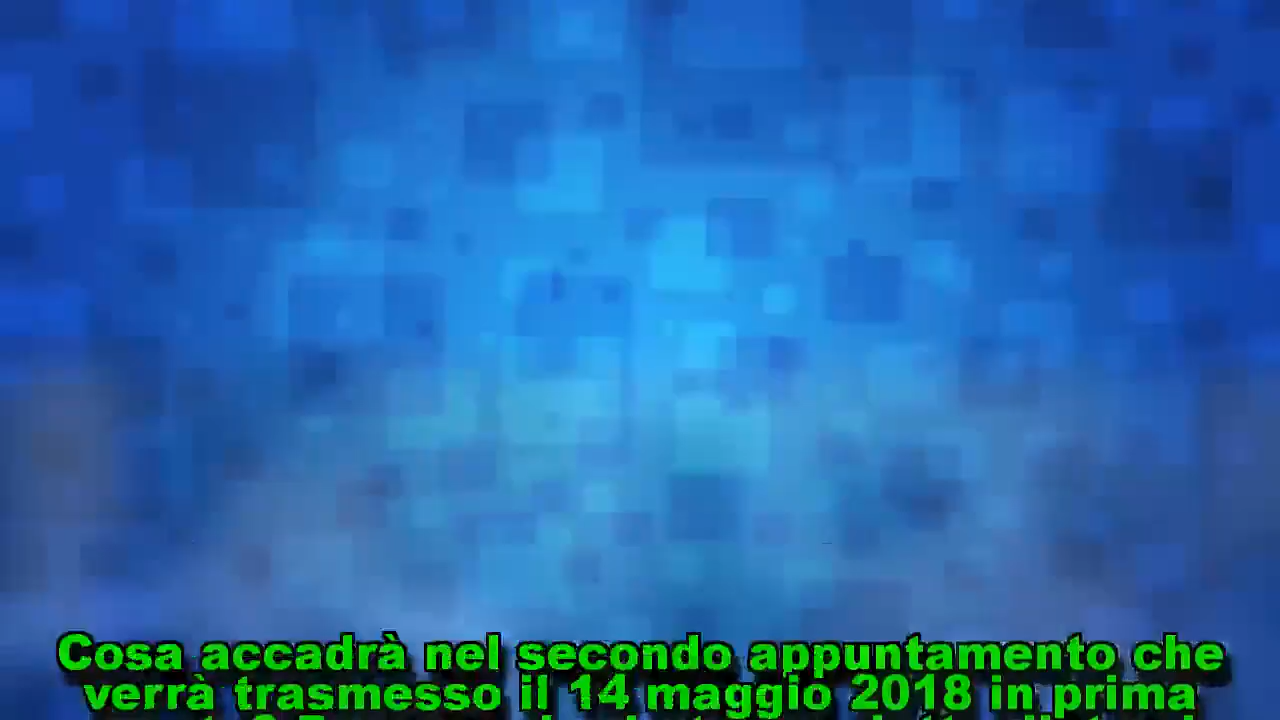 Cosa accadrà nel secondo appuntamento che
verrà trasmesso il 14 maggio 2018 in prima